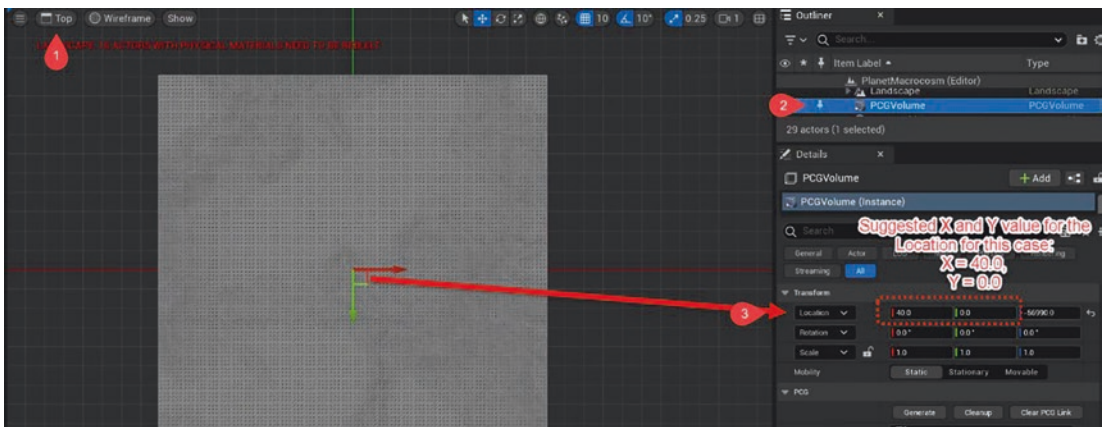 Top Wireframe Show 10 10° 0.25 1
Outliner
1
Search...
Item Label Type
PlanetMacrocosm (Editor)
Landscape Landscape
2 PCGVolume PCGVolume
29 actors (1 selected)
Details
PCGVolume + Add
PCGVolume (Instance)
Search
Suggested X and Y value for the
Location for this case:
X = 40.0,
Y = 0.0
General Actor
Streaming All
Transform
3 Location 40.0 0.0 -56990.0
Rotation 0.0° 0.0° 0.0°
Scale 1.0 1.0 1.0
Mobility Static Stationary Movable
PCG
Generate Cleanup Clear PCG Link